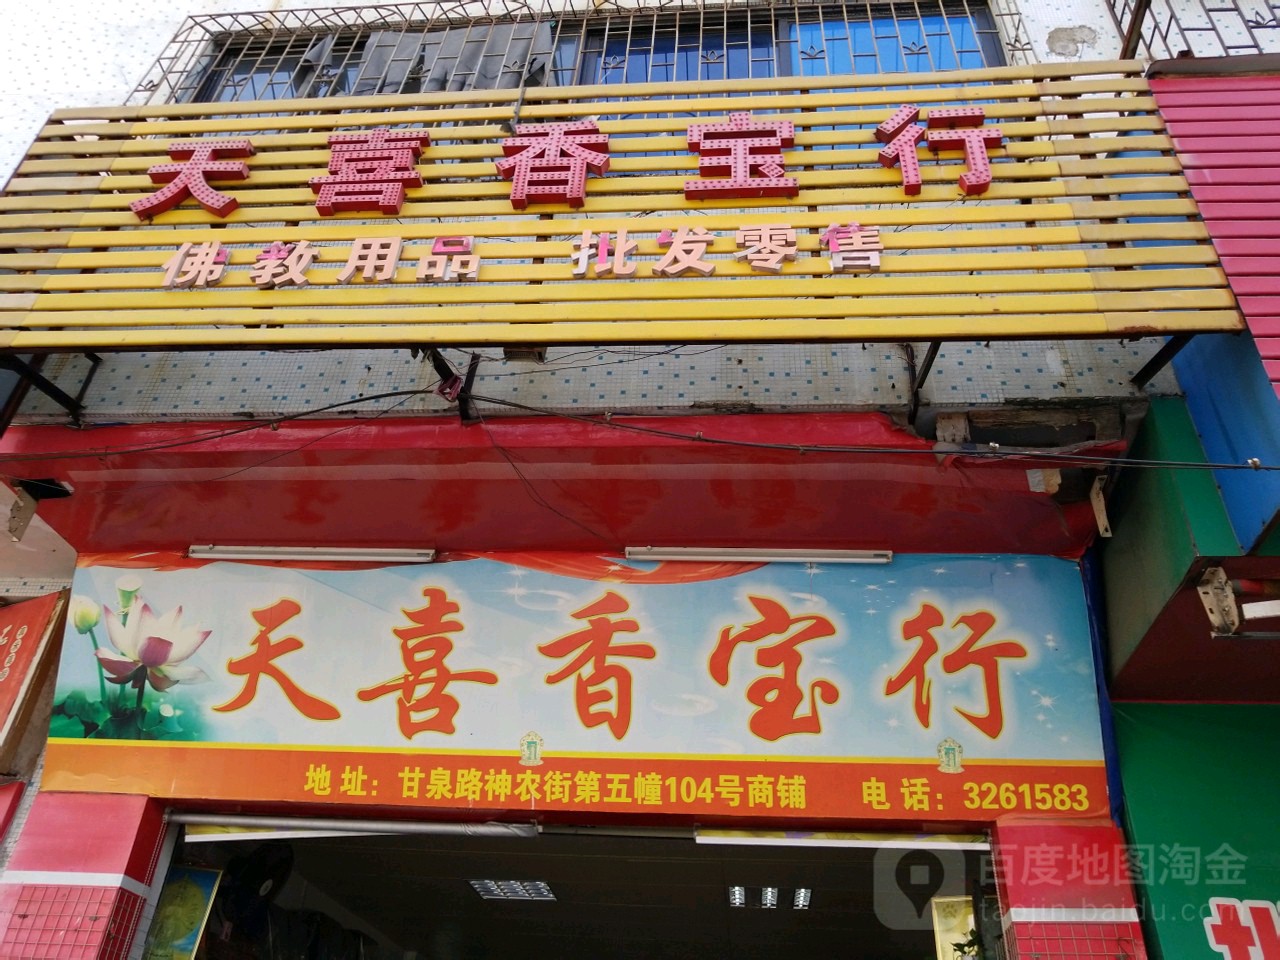 天喜香宝行
佛教用品 批发零售
天喜香宝行
地址：甘泉路神农街第五幢104号商铺 电话：3261583
百度地图淘金
taojin.baidu.com